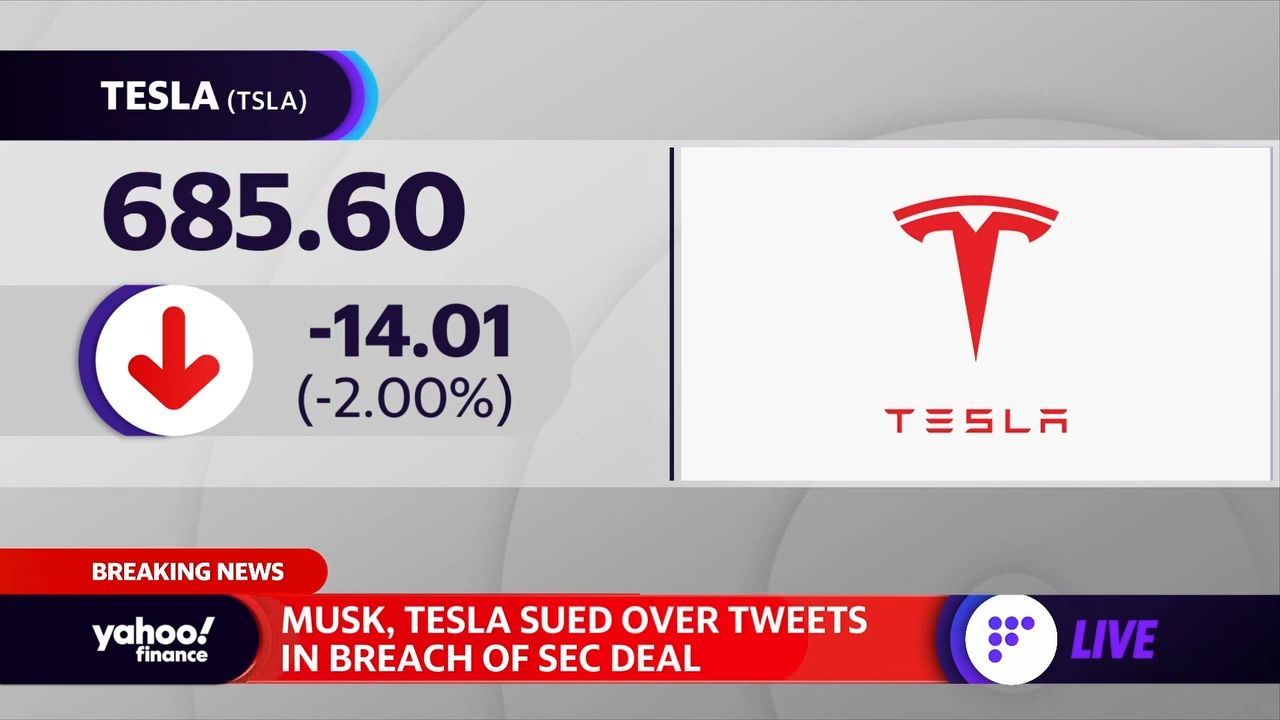 TESLA (TSLA)
685.60
-14.01
(-2.00%)
TESLA
BREAKING NEWS
yahoo!
finance
MUSK, TESLA SUED OVER TWEETS
IN BREACH OF SEC DEAL
LIVE